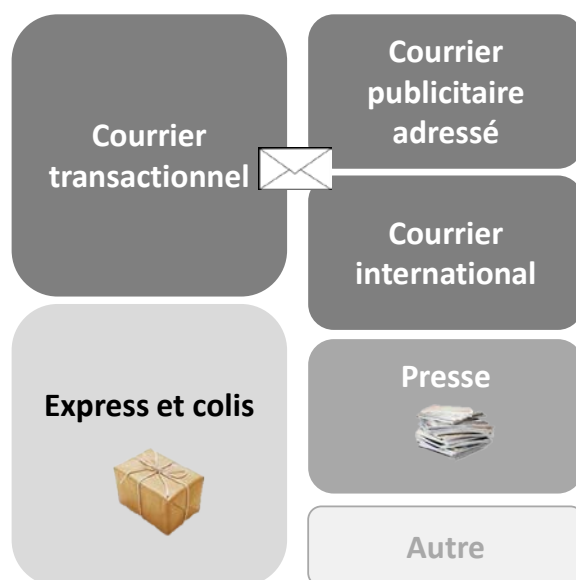 Courrier
transactionnel
Courrier
publicitaire
adressé
Courrier
international
Express et colis
Presse
Autre